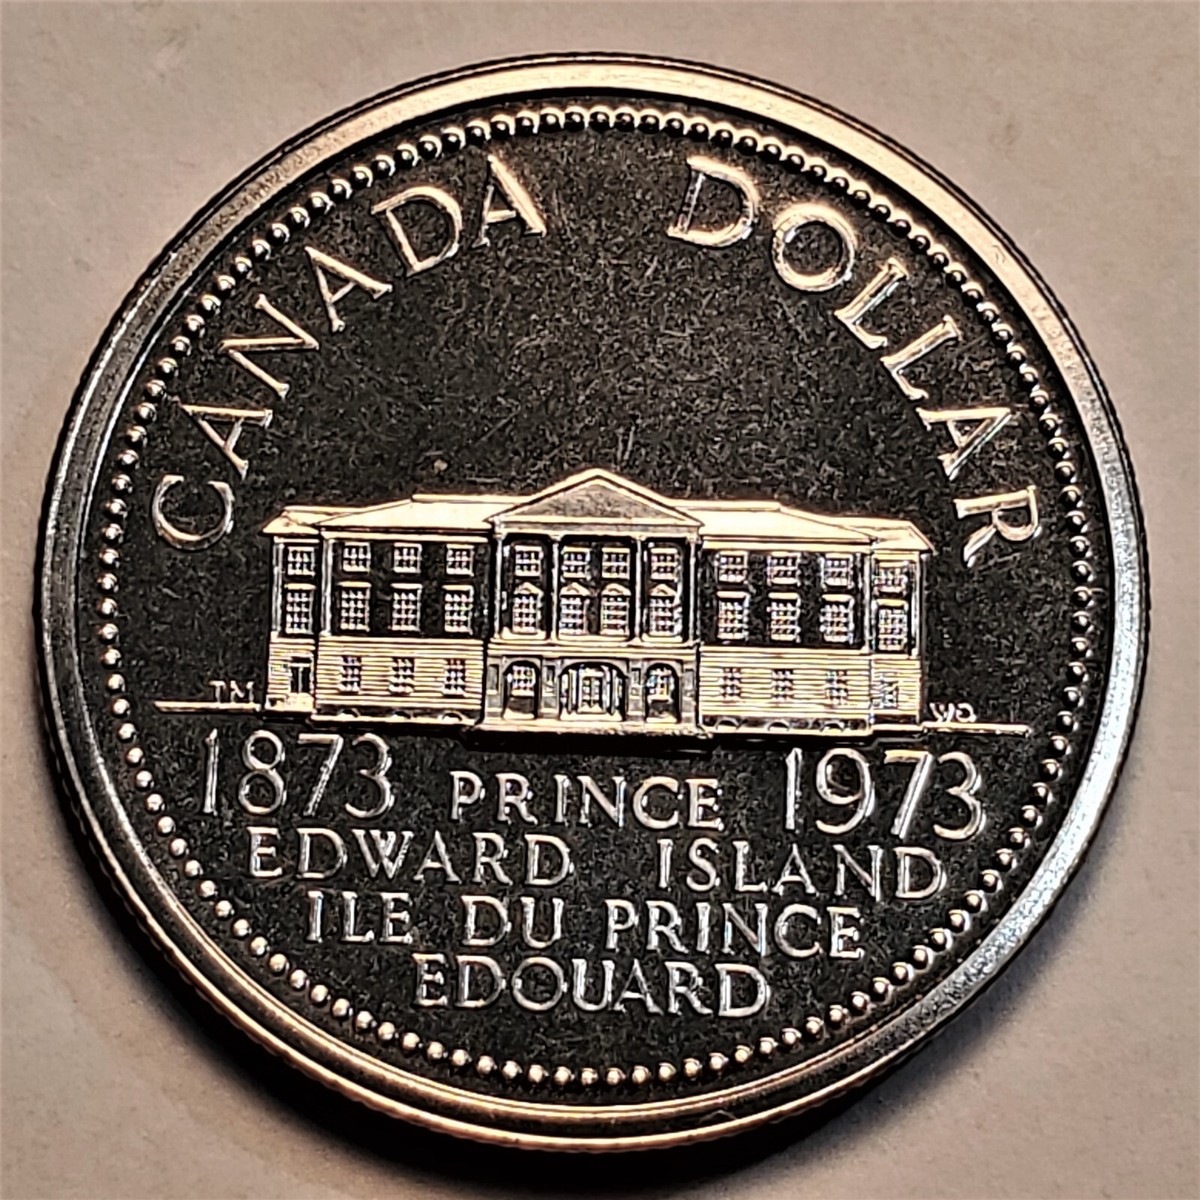 CANADA DOLLAR
TM WO
1873 PRINCE 1973
EDWARD ISLAND
ILE DU PRINCE
EDOUARD